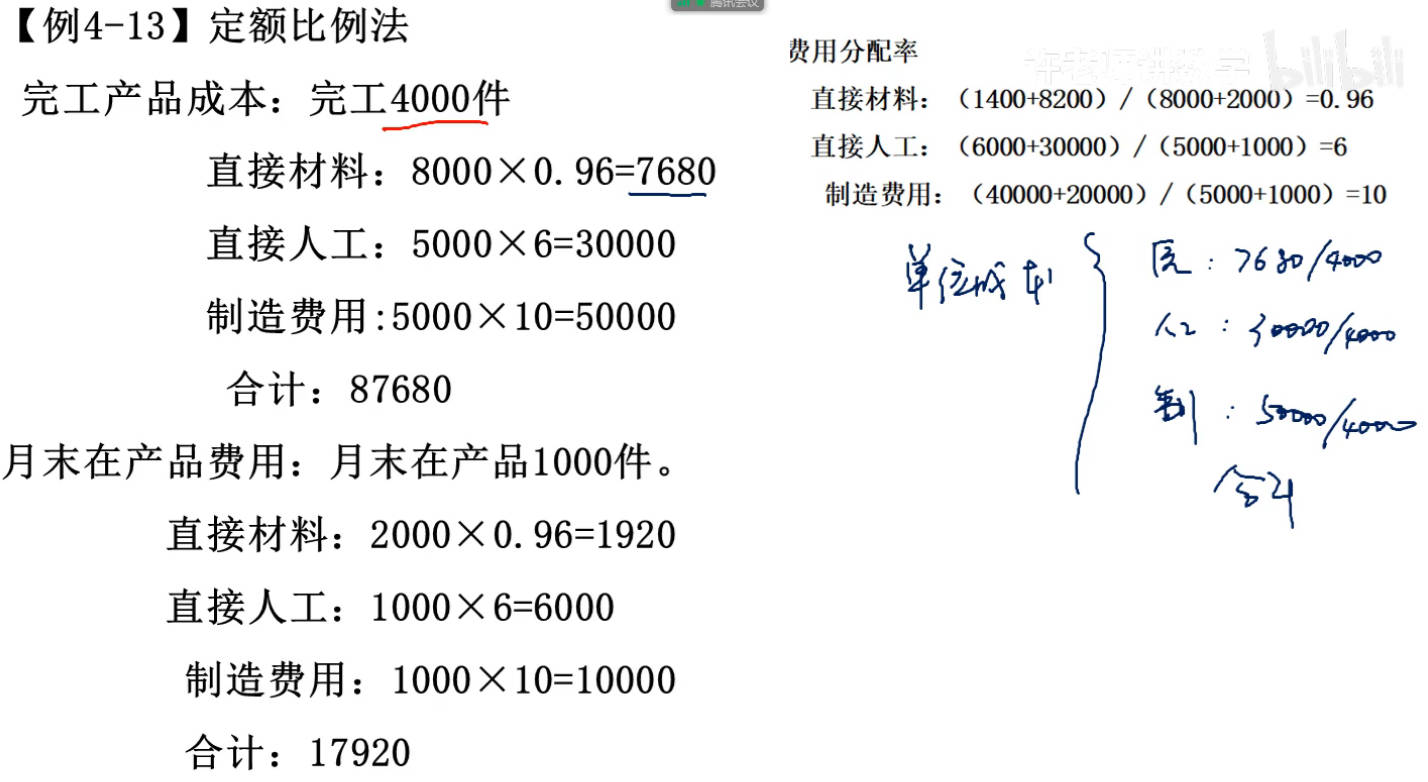 腾讯会议
【例4-13】定额比例法
完工产品成本：完工4000件
直接材料：8000×0.96=7680
直接人工：5000×6=30000
制造费用:5000×10=50000
合计：87680
月末在产品费用：月末在产品1000件。
直接材料：2000×0.96=1920
直接人工：1000×6=6000
制造费用：1000×10=10000
合计：17920
费用分配率
bilibili
直接材料：（1400+8200）/（8000+2000）=0.96
直接人工：（6000+30000）/（5000+1000）=6
制造费用：（40000+20000）/（5000+1000）=10
单位成本
: 7680/4000
人工 : 30000/4000
制 : 50000/4000
合计